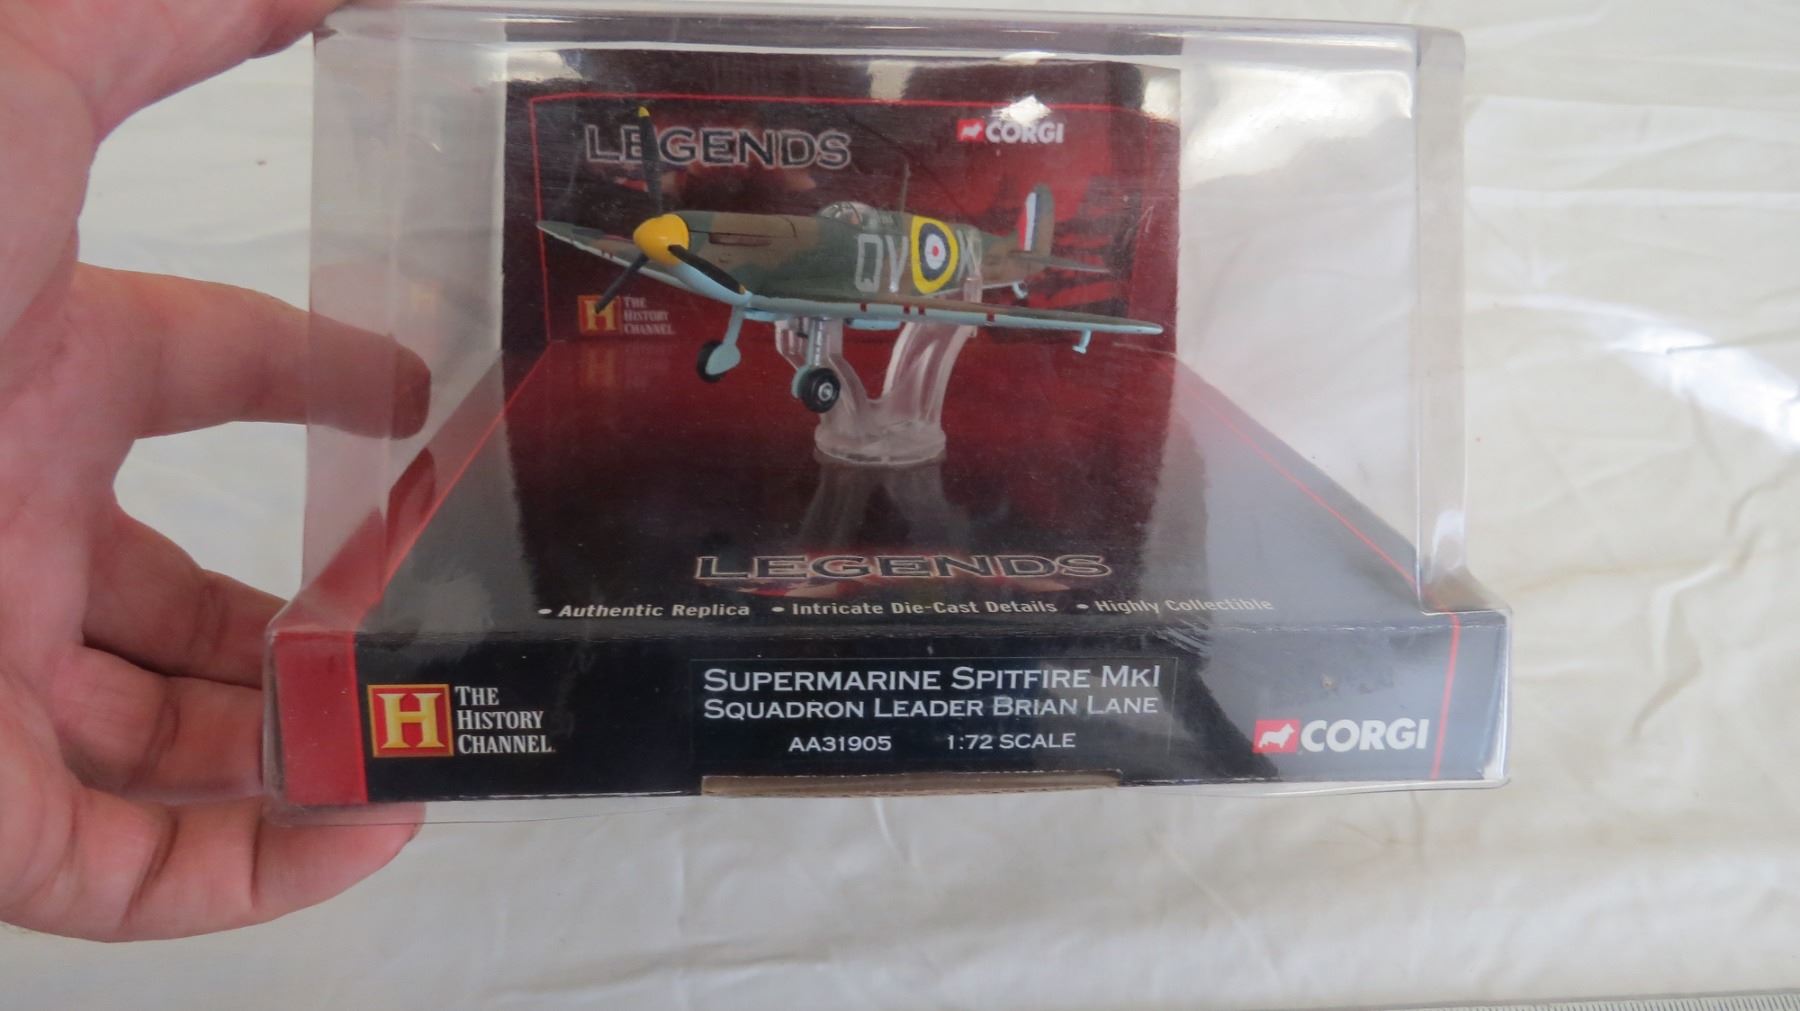 LEGENDS
CORGI
QV
H THE
HISTORY
CHANNEL
LEGENDS
• Authentic Replica • Intricate Die-Cast Details • Highly Collectible
SUPERMARINE SPITFIRE MKI
SQUADRON LEADER BRIAN LANE
AA31905 1:72 SCALE
H THE
HISTORY
CHANNEL.
CORGI